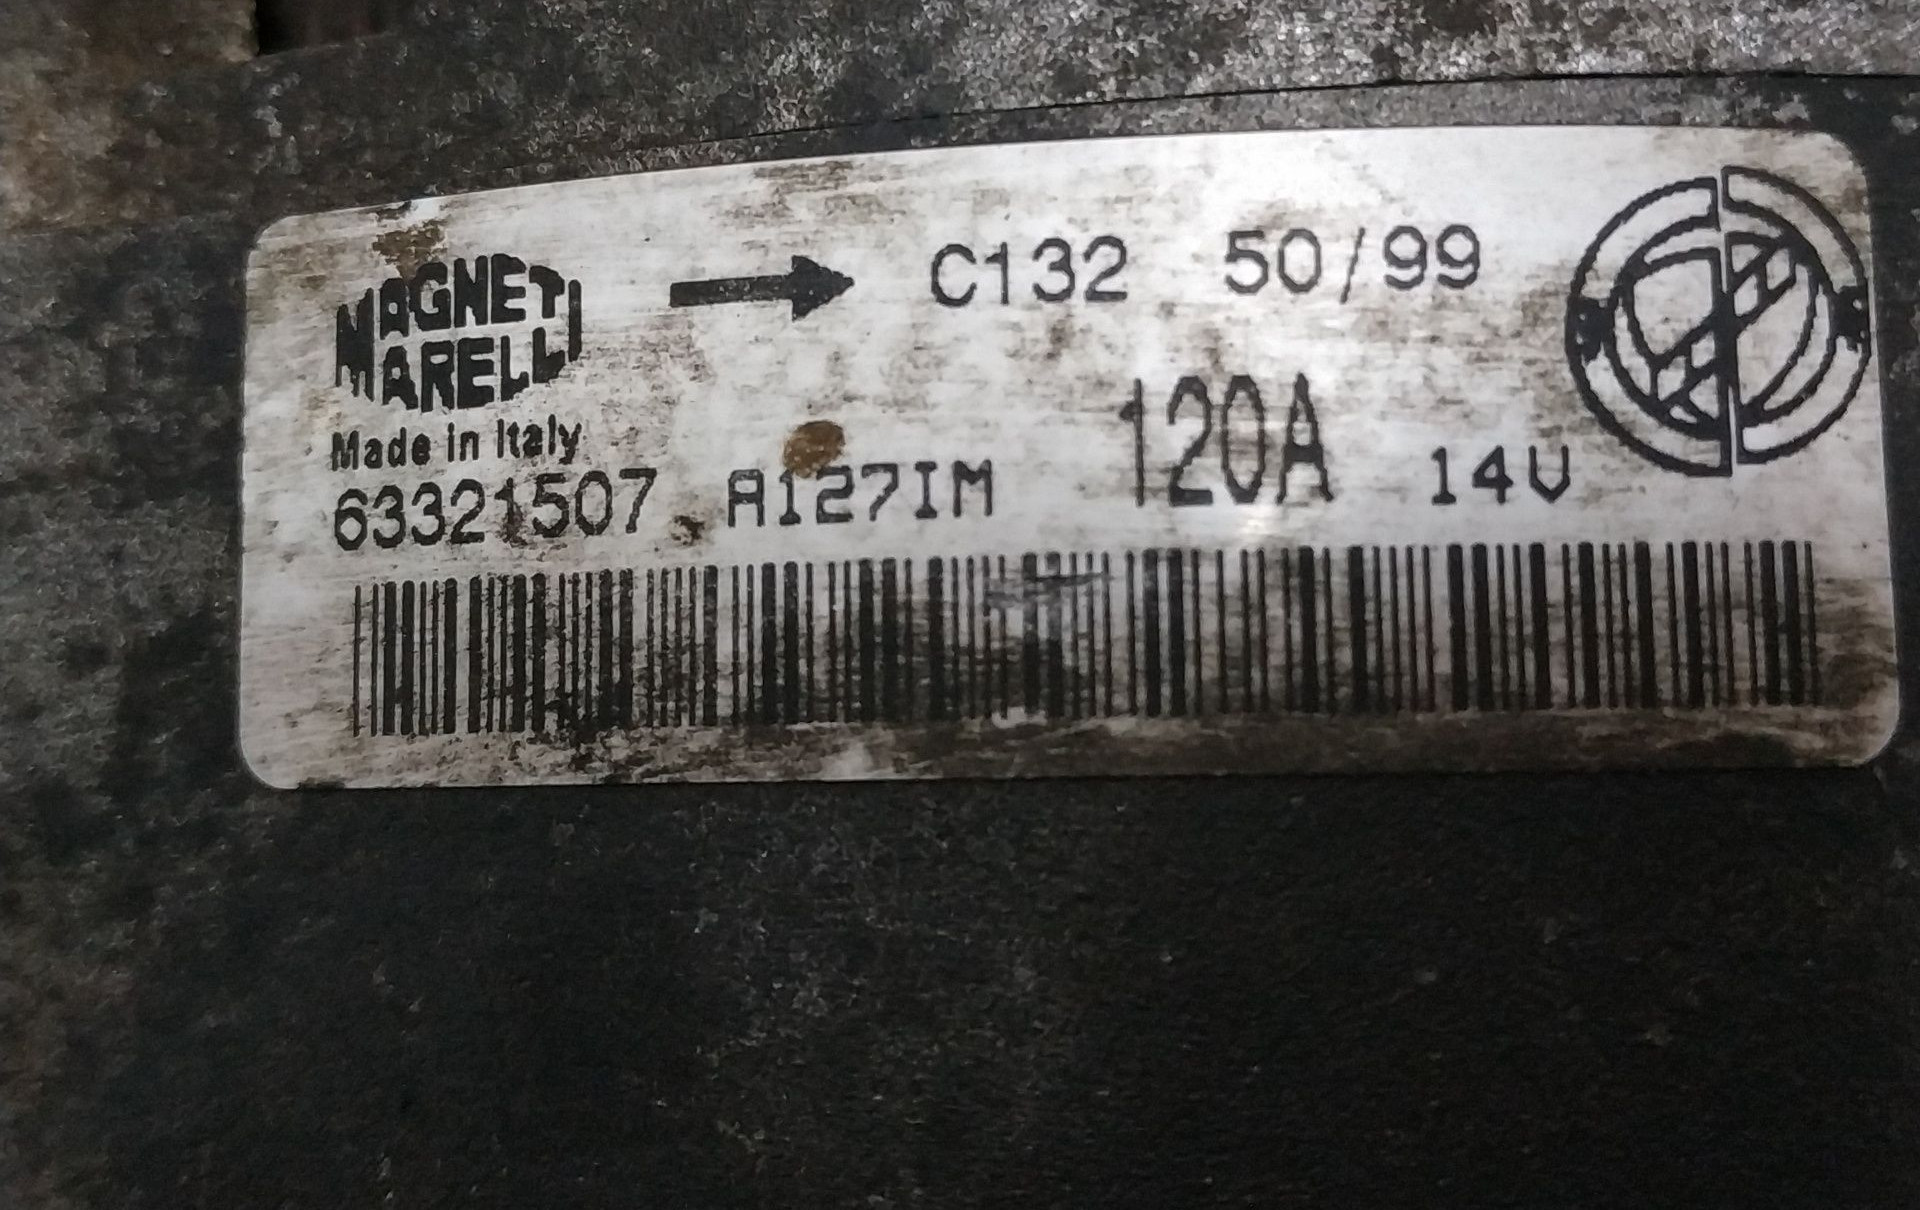 MAGNETI
MARELLI
C132 50/99
Made in Italy
63321507 A127IM 120A 14V